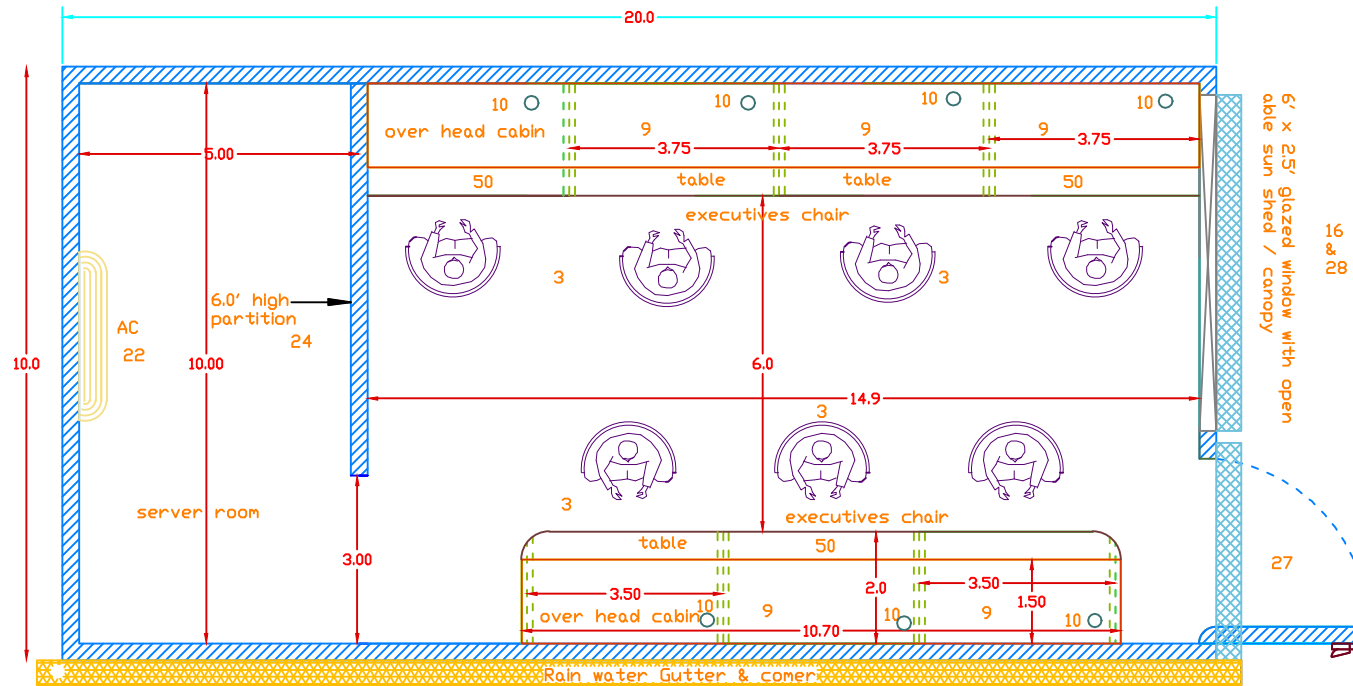 20.0
10
10
10
10
over head cabin
9
9
9
3.75
3.75
3.75
5.00
50
table
table
50
executives chair
6' x 2.5' glazed window with open
able sun shed / canopy
16
&
28
3
3
6.0' high
partition
24
AC
22
10.0
10.00
6.0
14.9
3
3
server room
executives chair
table
50
27
3.00
3.50
2.0
3.50
1.50
10
9
10
9
10
over head cabin
10.70
Rain water Gutter & comer